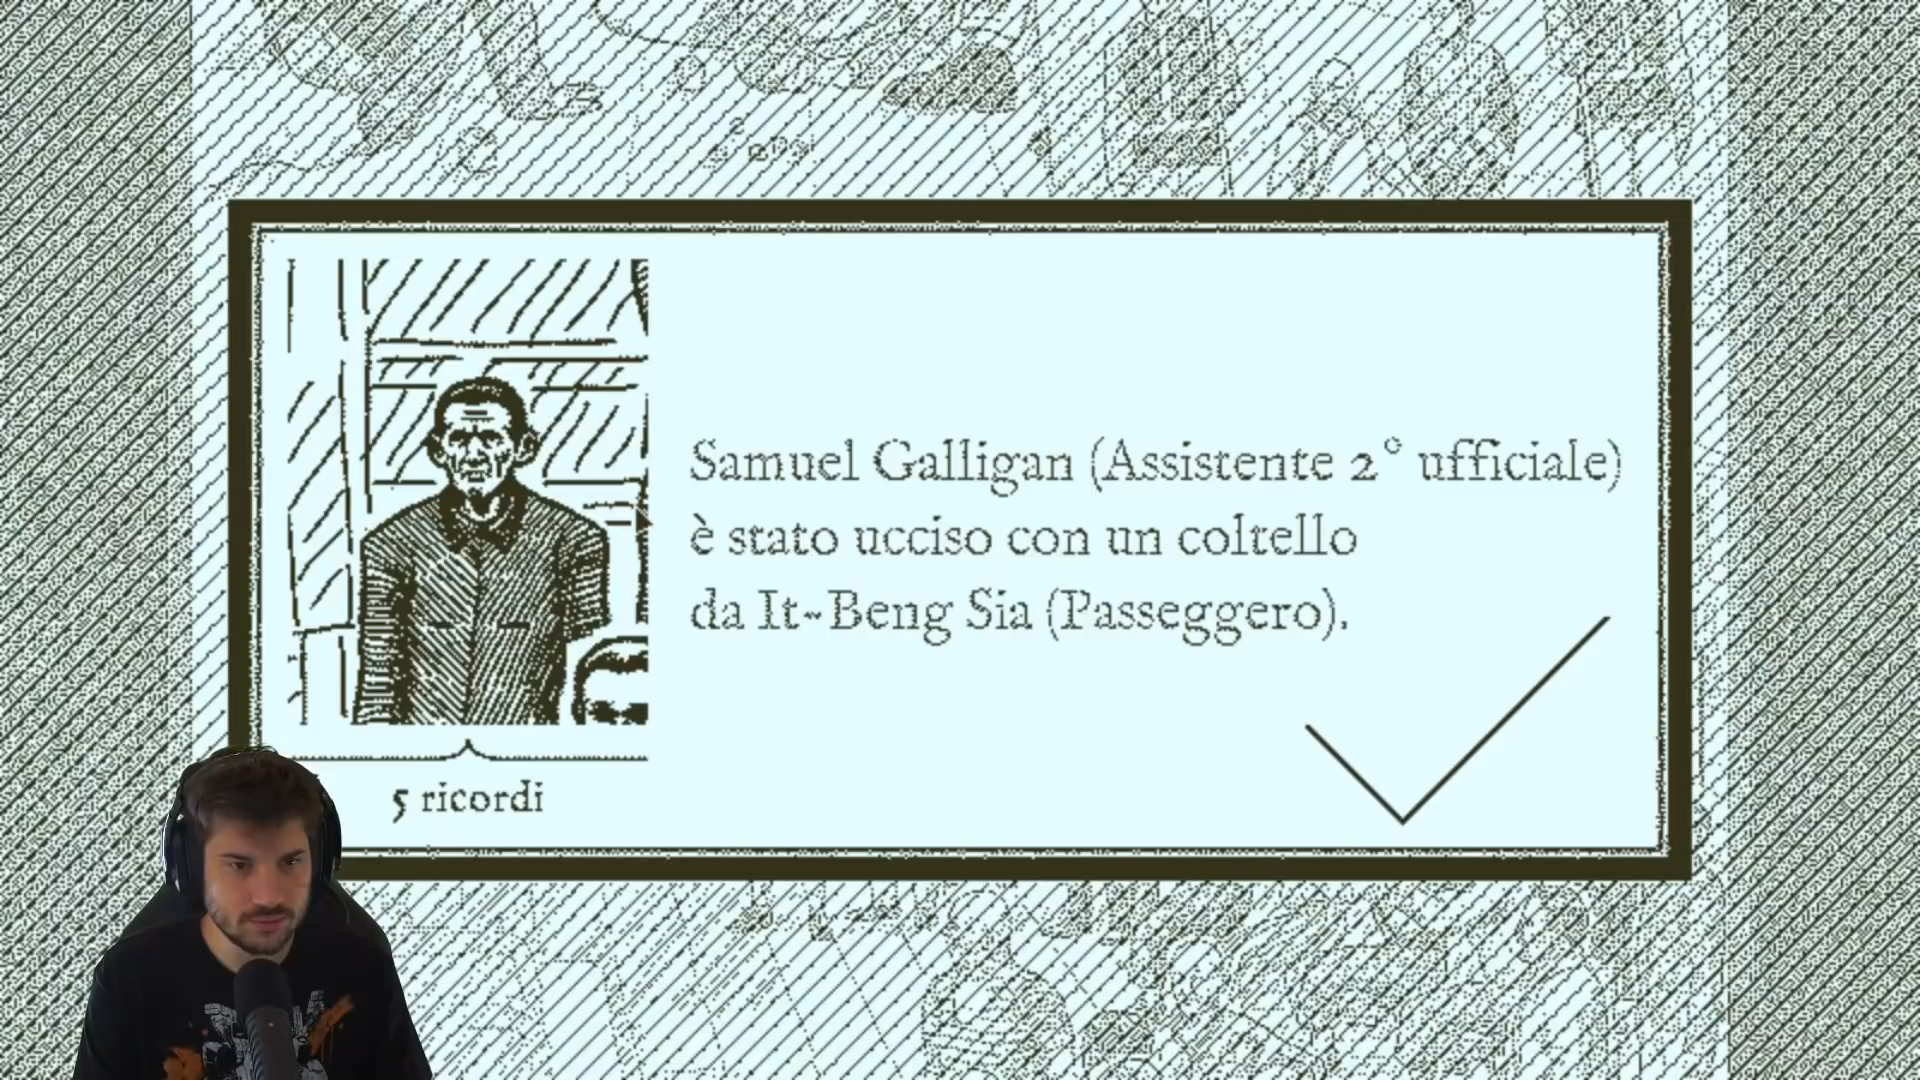 Samuel Galligan (Assistente 2° ufficiale)
è stato ucciso con un coltello
da It-Beng Sia (Passeggero).
5 ricordi